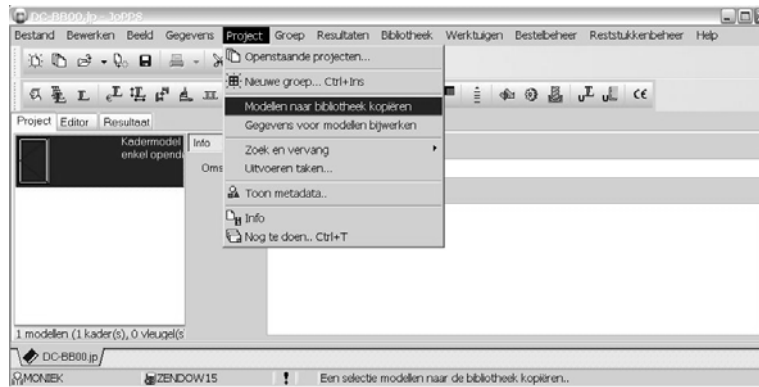 DC-BB00.jp - JoPPS
Bestand Bewerken Beeld Gegevens Project Groep Resultaten Bibliotheek Werktuigen Bestelbeheer Reststukkenbeheer Help
Openstaande projecten...
Nieuwe groep... Ctrl+Ins
Modellen naar bibliotheek kopiëren
Gegevens voor modellen bijwerken
Zoek en vervang
Uitvoeren taken...
Toon metadata..
Info
Nog te doen.. Ctrl+T
Project Editor Resultaat
Kadermodel
enkel opend
Info
Oms
1 modellen (1 kader(s), 0 vleugel(s
DC-BB00.jp
MONIEK ZENDOW15 ! Een selectie modellen naar de bibliotheek kopiëren..